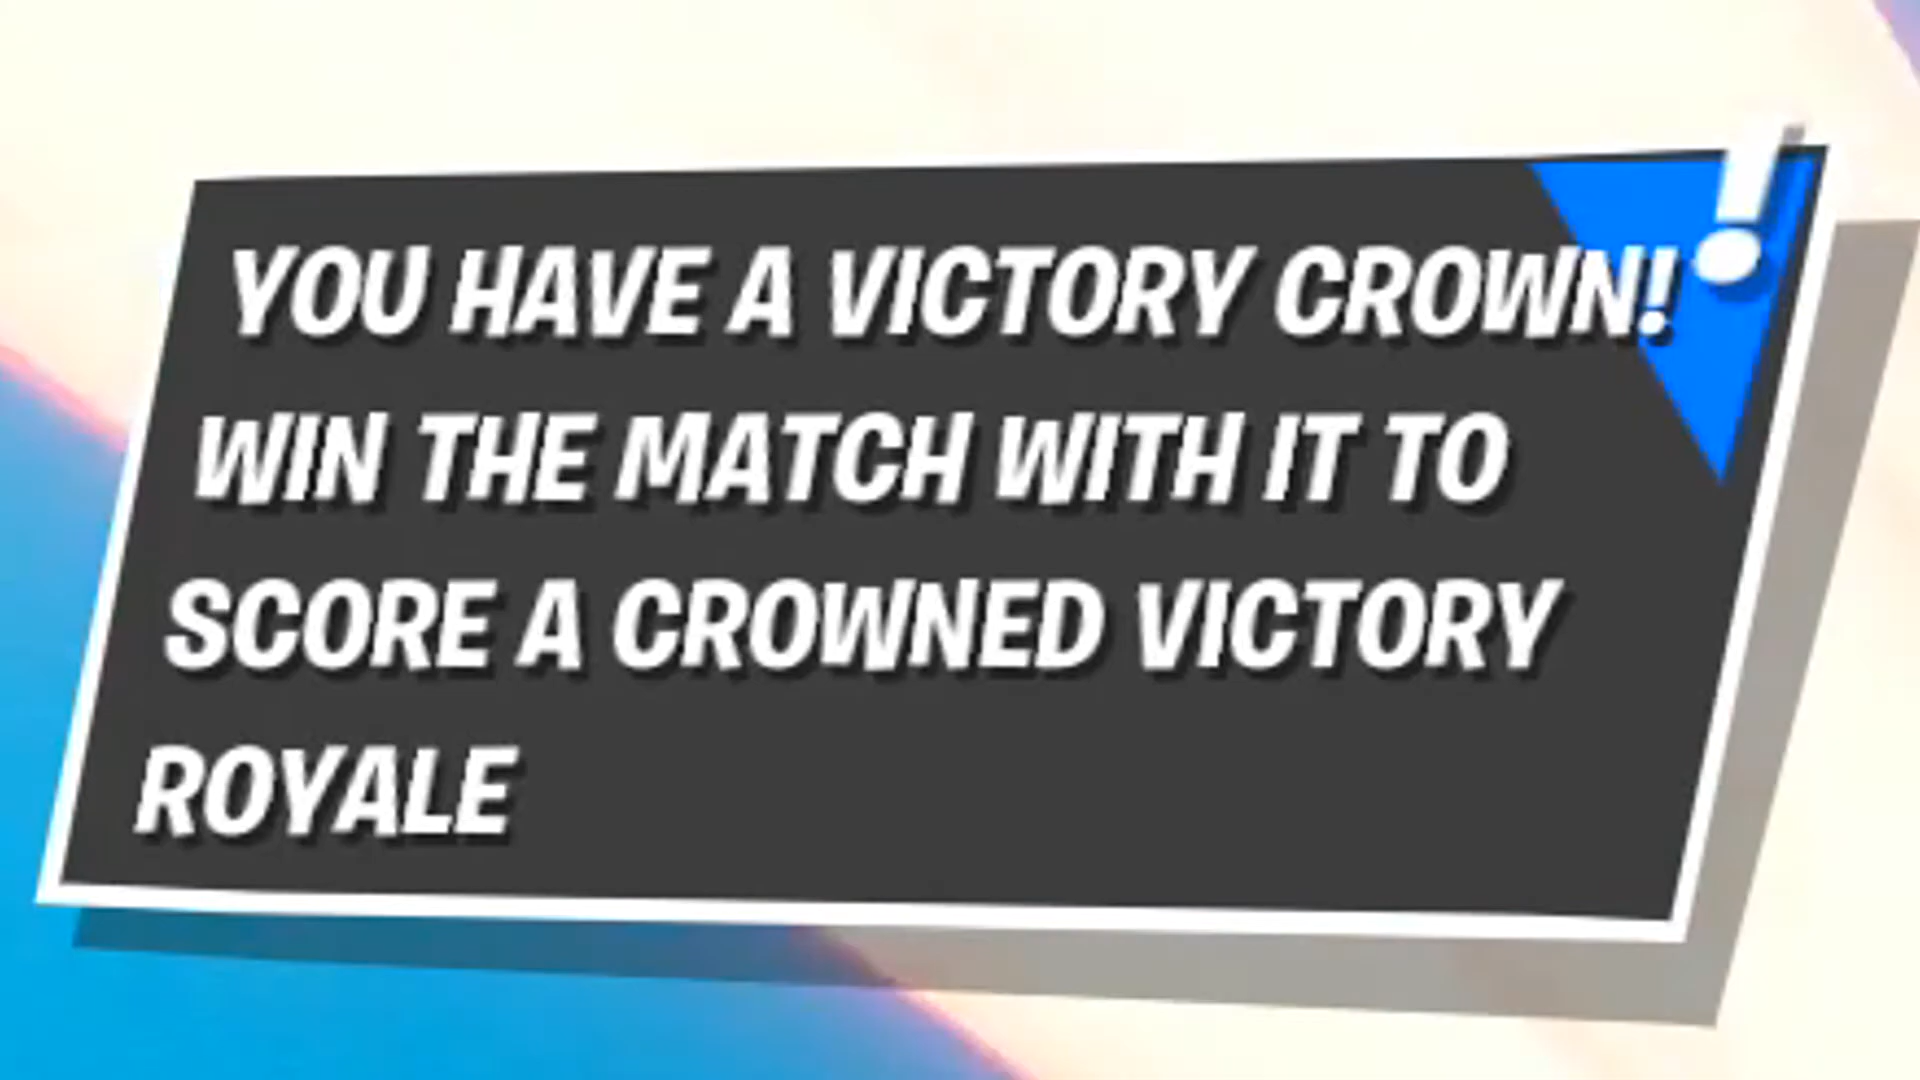 YOU HAVE A VICTORY CROWN!
WIN THE MATCH WITH IT TO
SCORE A CROWNED VICTORY
ROYALE
!